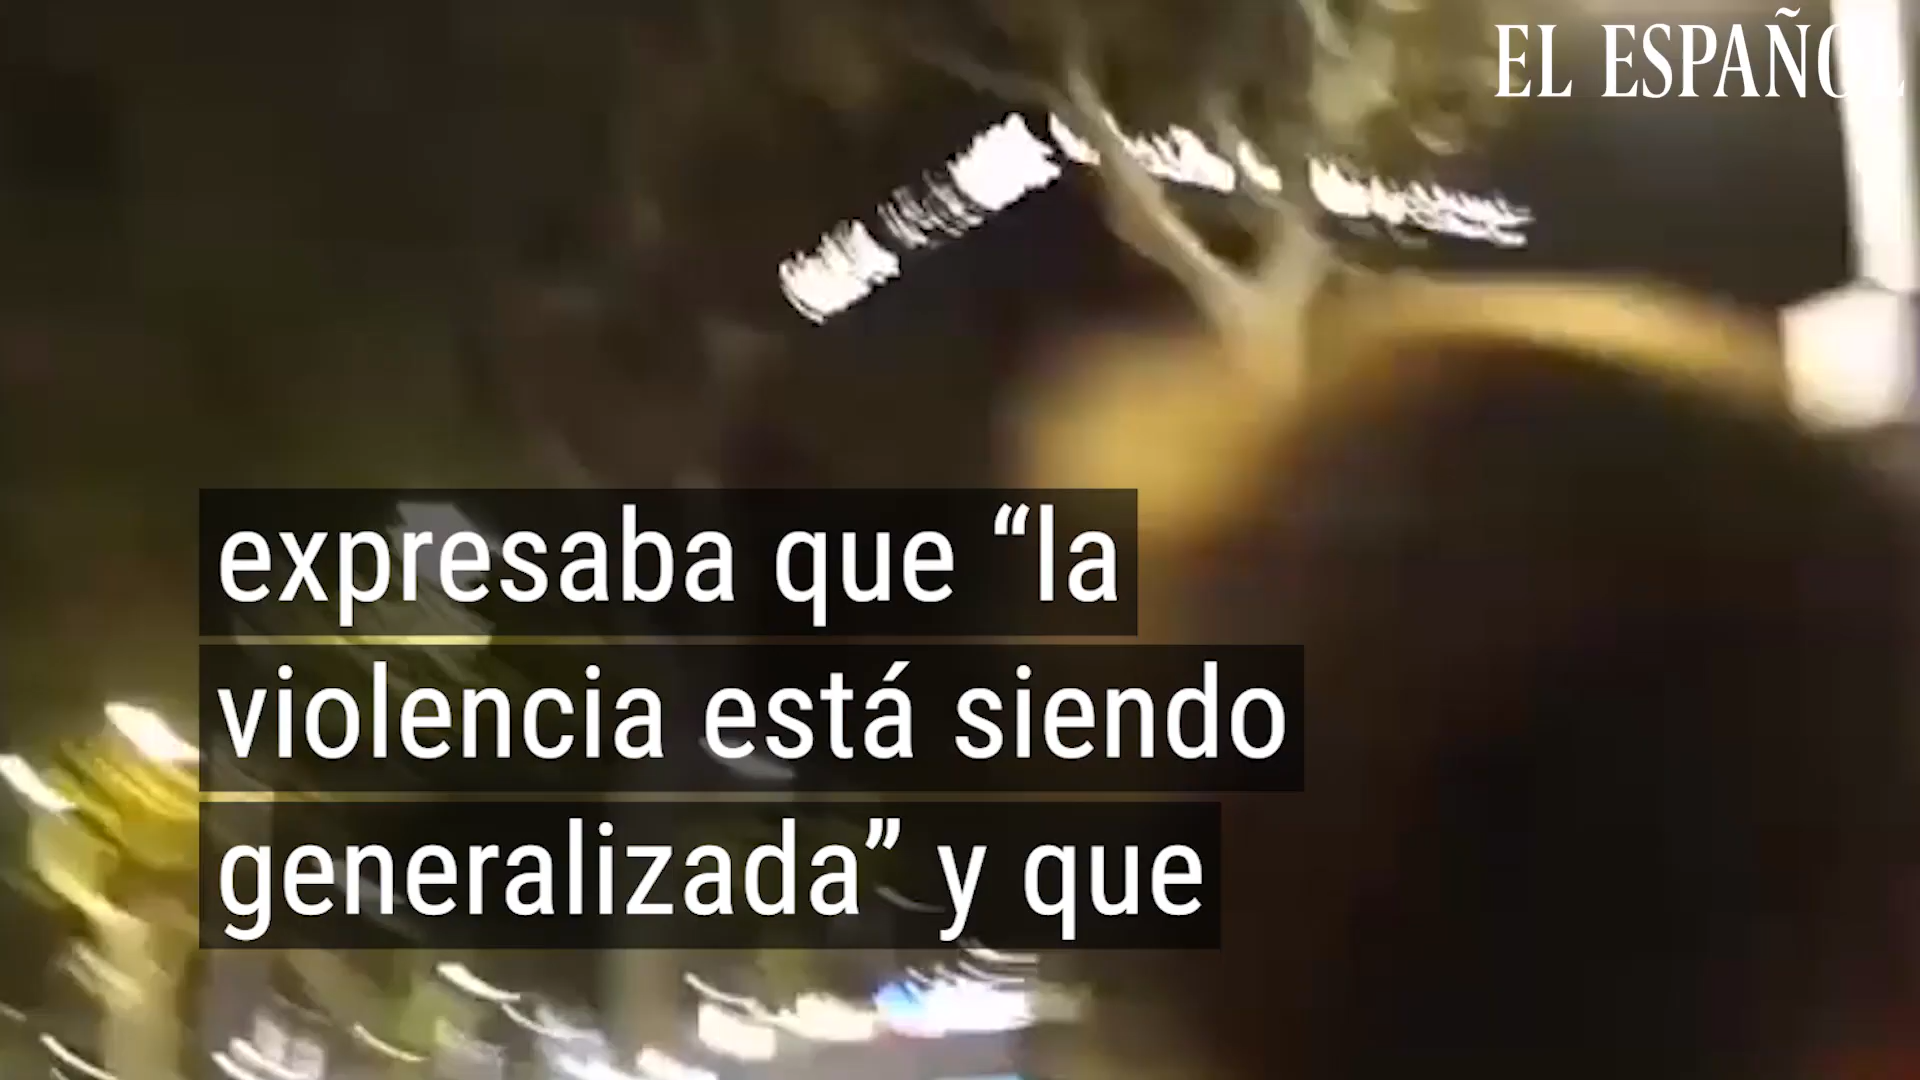 EL ESPAÑOL
expresaba que “la
violencia está siendo
generalizada” y que